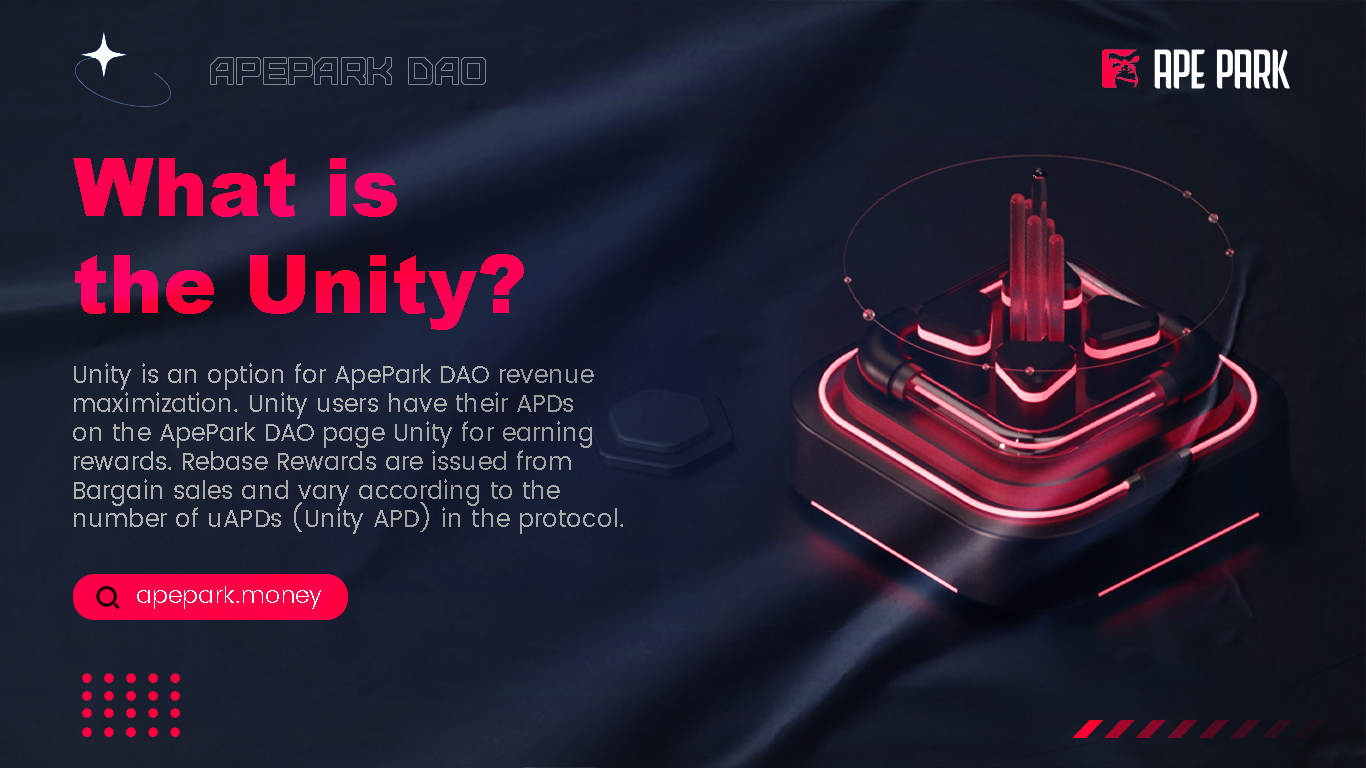 APEPARK DAO
APE PARK
What is
the Unity?
Unity is an option for ApePark DAO revenue
maximization. Unity users have their APDs
on the ApePark DAO page Unity for earning
rewards. Rebase Rewards are issued from
Bargain sales and vary according to the
number of uAPDs (Unity APD) in the protocol.
apepark.money